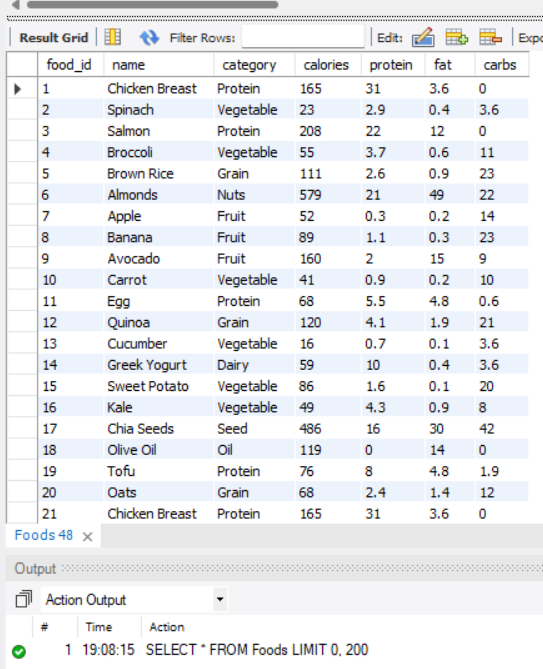 Result Grid Filter Rows: Edit: Expo
food_id name category calories protein fat carbs
1 Chicken Breast Protein 165 31 3.6 0
2 Spinach Vegetable 23 2.9 0.4 3.6
3 Salmon Protein 208 22 12 0
4 Broccoli Vegetable 55 3.7 0.6 11
5 Brown Rice Grain 111 2.6 0.9 23
6 Almonds Nuts 579 21 49 22
7 Apple Fruit 52 0.3 0.2 14
8 Banana Fruit 89 1.1 0.3 23
9 Avocado Fruit 160 2 15 9
10 Carrot Vegetable 41 0.9 0.2 10
11 Egg Protein 68 5.5 4.8 0.6
12 Quinoa Grain 120 4.1 1.9 21
13 Cucumber Vegetable 16 0.7 0.1 3.6
14 Greek Yogurt Dairy 59 10 0.4 3.6
15 Sweet Potato Vegetable 86 1.6 0.1 20
16 Kale Vegetable 49 4.3 0.9 8
17 Chia Seeds Seed 486 16 30 42
18 Olive Oil Oil 119 0 14 0
19 Tofu Protein 76 8 4.8 1.9
20 Oats Grain 68 2.4 1.4 12
21 Chicken Breast Protein 165 31 3.6 0
Foods 48
Output
Action Output
# Time Action
1 19:08:15 SELECT * FROM Foods LIMIT 0, 200